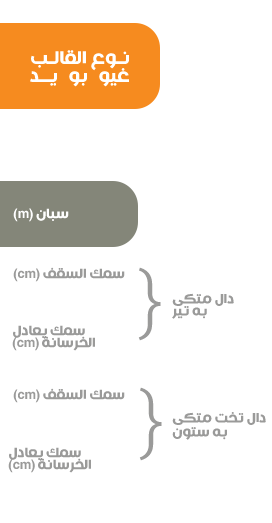 نوع القالب
غيو بو يــد
سبان (m)
سمك السقف (cm)
دال متکی
به تیر
سمك يعادل
الخرسانة (cm)
سمك السقف (cm)
دال تخت متکی
به ستون
سمك يعادل
الخرسانة (cm)